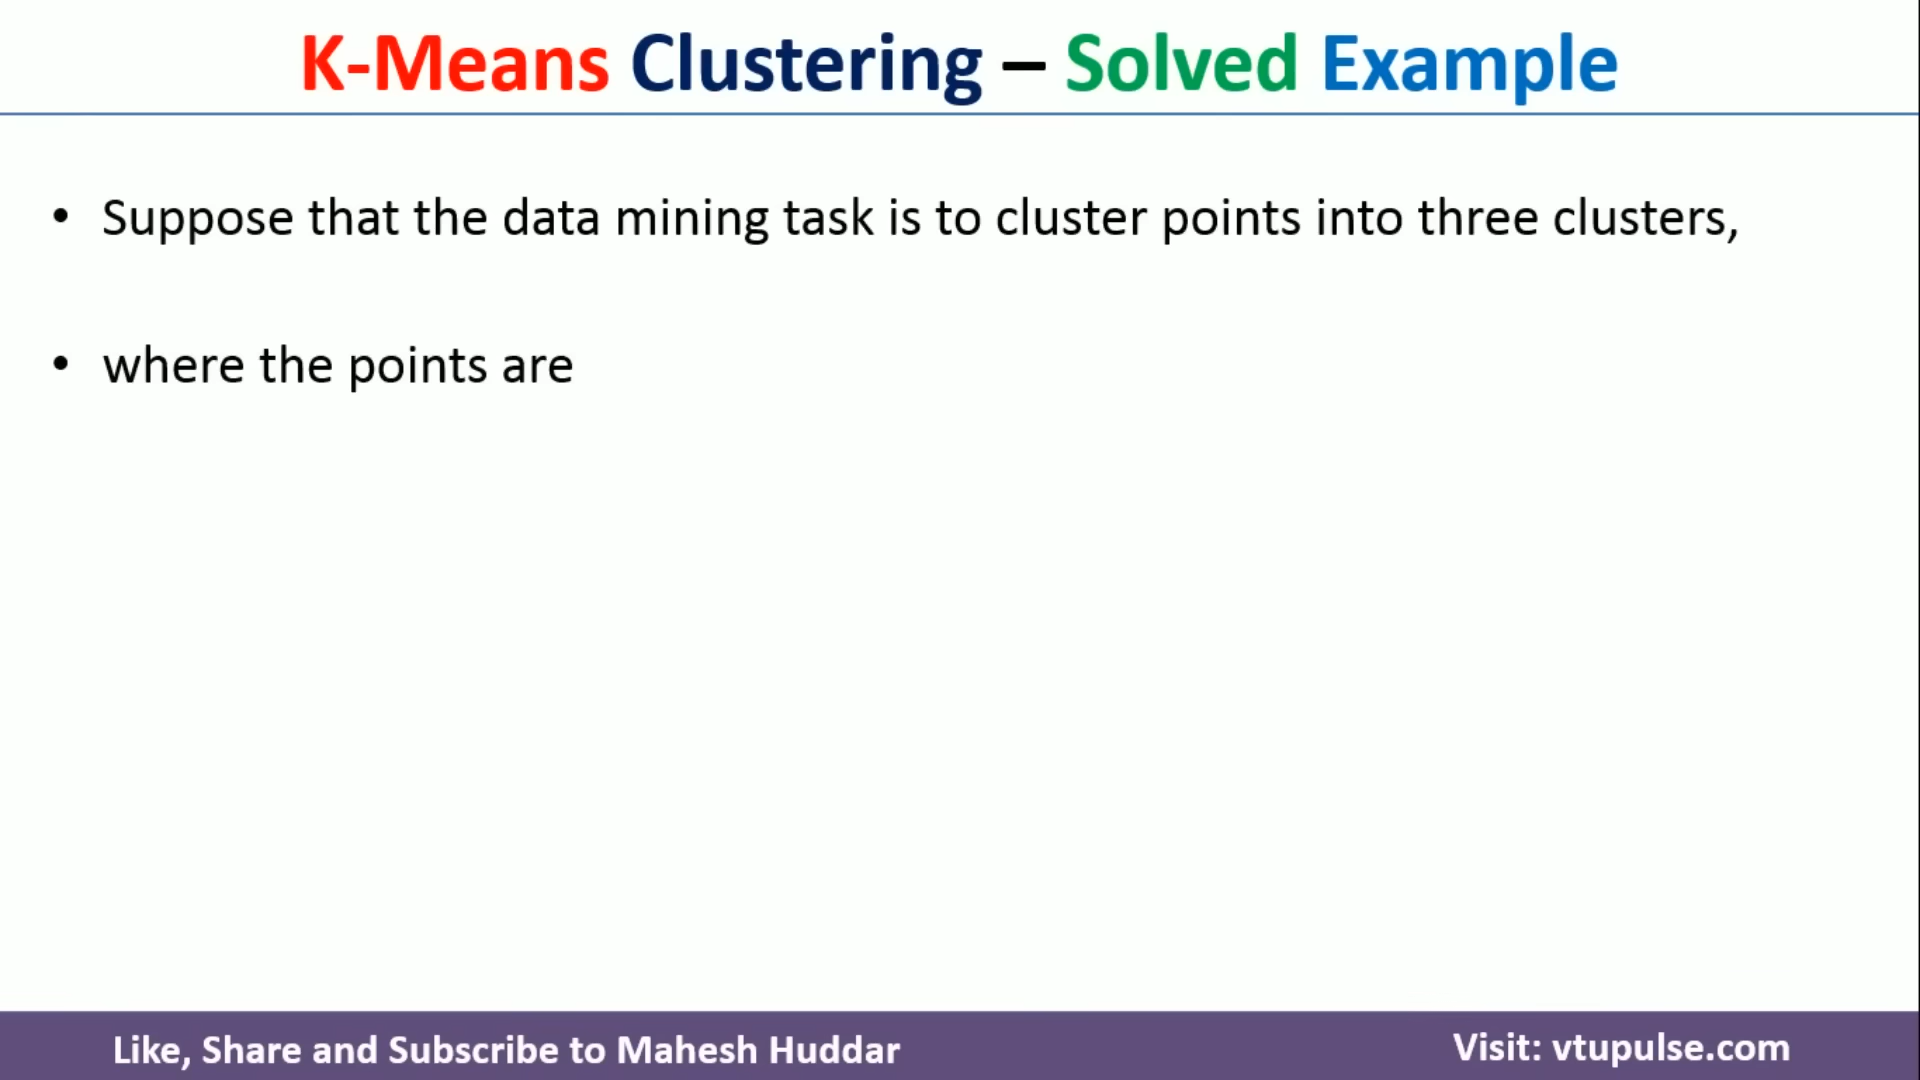 K-Means Clustering – Solved Example
• Suppose that the data mining task is to cluster points into three clusters,
• where the points are
Like, Share and Subscribe to Mahesh Huddar
Visit: vtupulse.com